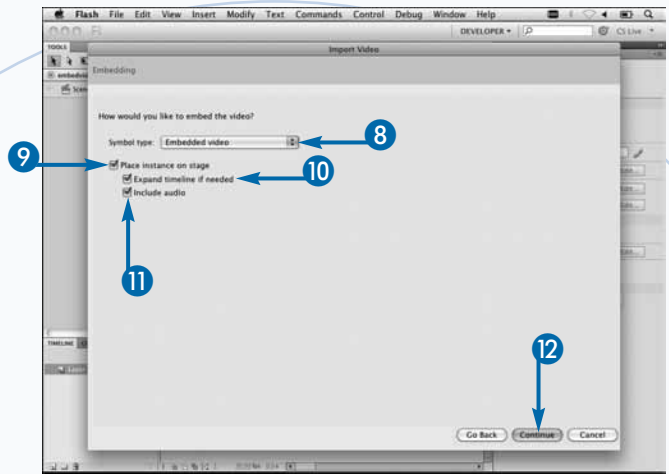 Flash File Edit View Insert Modify Text Commands Control Debug Window Help
DEVELOPER
CS Live
TOOLS
Import Video
Embedding
How would you like to embed the video?
Symbol type: Embedded video
8
9
Place instance on stage
Expand timeline if needed
10
Include audio
11
12
TIMELINE
Go Back Continue Cancel